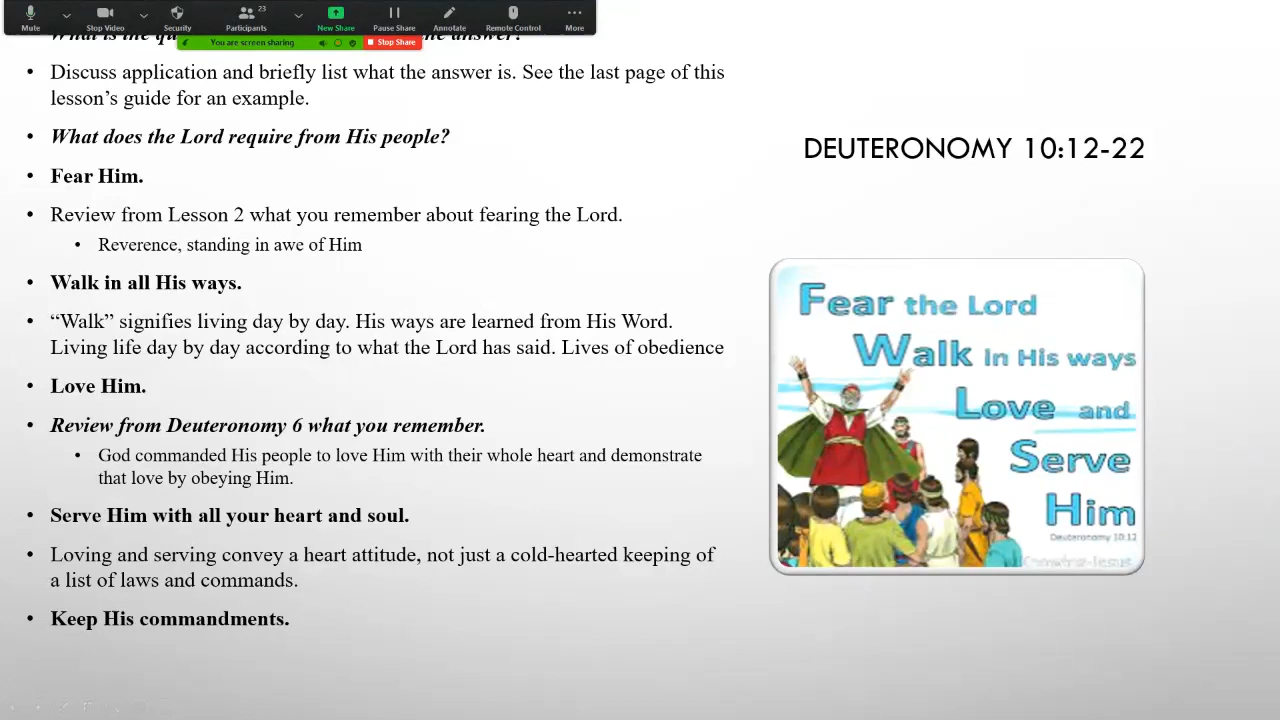 Mute
Stop Video
Security
Participants
23
New Share
Pause Share
Annotate
Remote Control
More
You are screen sharing
Stop Share
What is the
the answer?
• Discuss application and briefly list what the answer is. See the last page of this
lesson’s guide for an example.
• What does the Lord require from His people?
• Fear Him.
• Review from Lesson 2 what you remember about fearing the Lord.
• Reverence, standing in awe of Him
• Walk in all His ways.
• “Walk” signifies living day by day. His ways are learned from His Word.
Living life day by day according to what the Lord has said. Lives of obedience
• Love Him.
• Review from Deuteronomy 6 what you remember.
• God commanded His people to love Him with their whole heart and demonstrate
that love by obeying Him.
• Serve Him with all your heart and soul.
• Loving and serving convey a heart attitude, not just a cold-hearted keeping of
a list of laws and commands.
• Keep His commandments.
DEUTERONOMY 10:12-22
Fear the Lord
Walk in His ways
Love and
Serve
Him
Deuteronomy 10:12
Knowing-Jesus